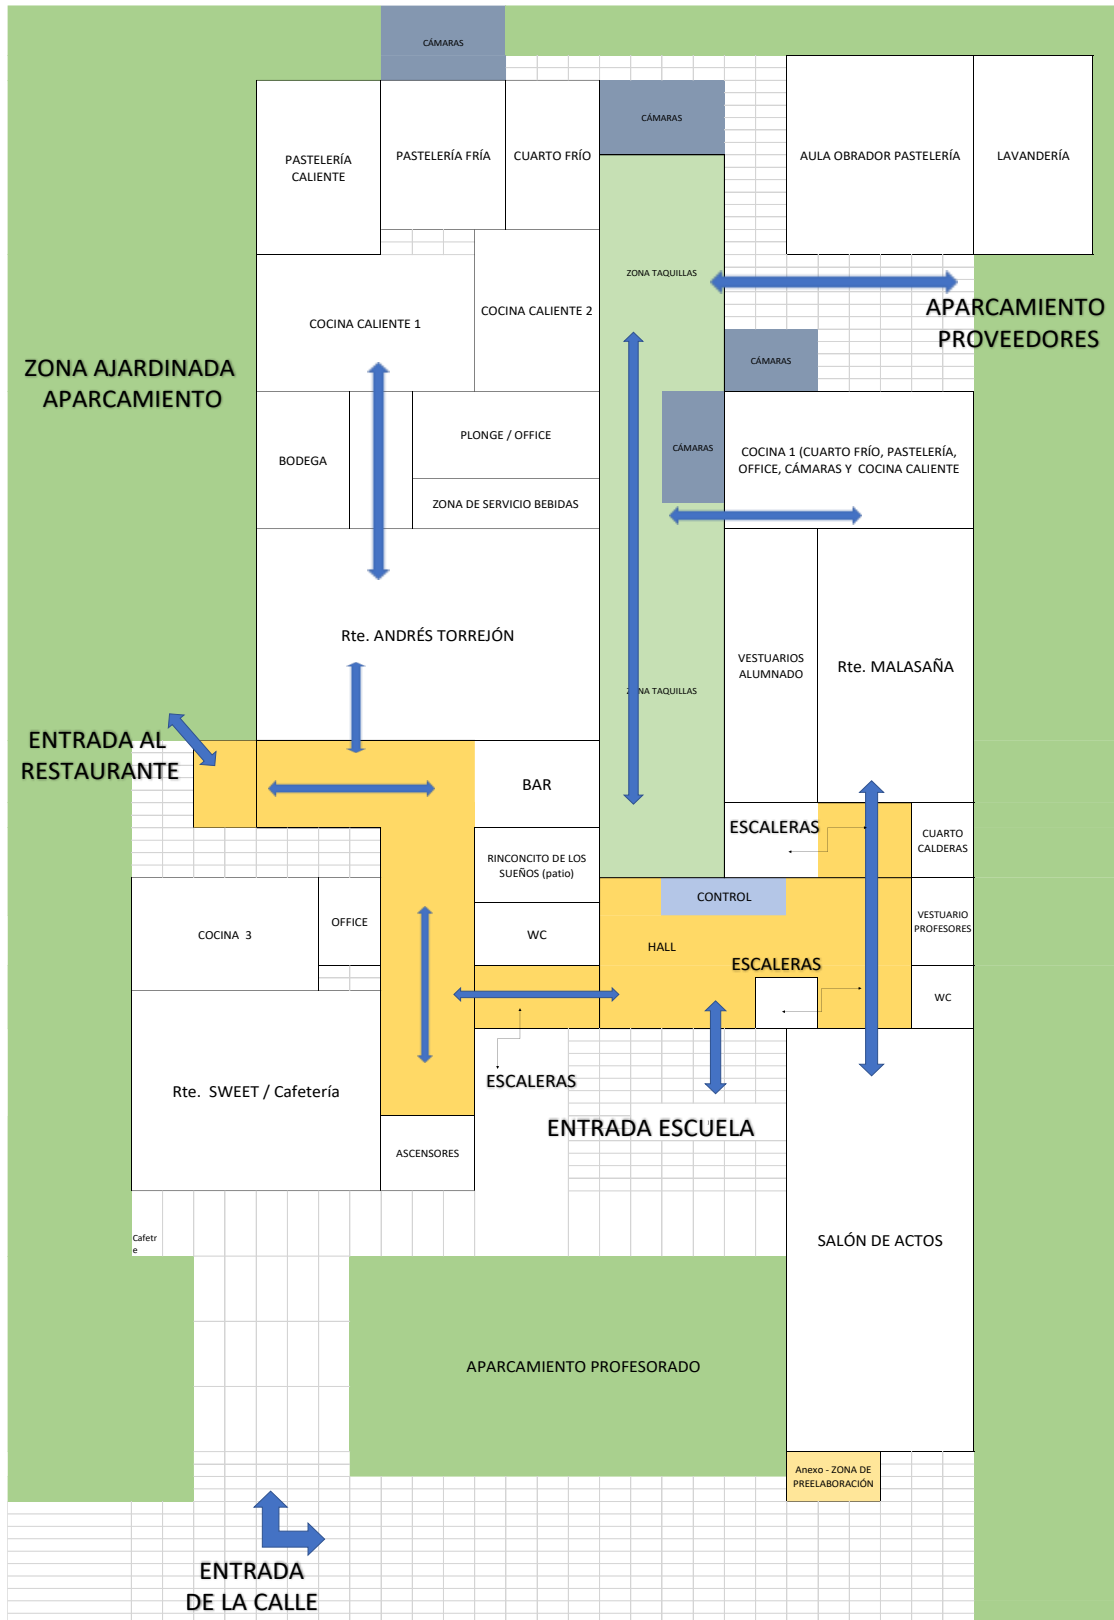 CÁMARAS
CÁMARAS
PASTELERÍA
CALIENTE
PASTELERÍA FRÍA
CUARTO FRÍO
AULA OBRADOR PASTELERÍA
LAVANDERÍA
ZONA TAQUILLAS
COCINA CALIENTE 1
COCINA CALIENTE 2
APARCAMIENTO
PROVEEDORES
ZONA AJARDINADA
APARCAMIENTO
CÁMARAS
BODEGA
PLONGE / OFFICE
CÁMARAS
COCINA 1 (CUARTO FRÍO, PASTELERÍA,
OFFICE, CÁMARAS Y COCINA CALIENTE
ZONA DE SERVICIO BEBIDAS
Rte. ANDRÉS TORREJÓN
VESTUARIOS
ALUMNADO
Rte. MALASAÑA
ZONA TAQUILLAS
ENTRADA AL
RESTAURANTE
BAR
ESCALERAS
CUARTO
CALDERAS
RINCONCITO DE LOS
SUEÑOS (patio)
CONTROL
COCINA 3
OFFICE
WC
HALL
VESTUARIO
PROFESORES
ESCALERAS
WC
Rte. SWEET / Cafetería
ESCALERAS
ENTRADA ESCUELA
ASCENSORES
Cafetr
e
SALÓN DE ACTOS
APARCAMIENTO PROFESORADO
Anexo - ZONA DE
PREELABORACIÓN
ENTRADA
DE LA CALLE